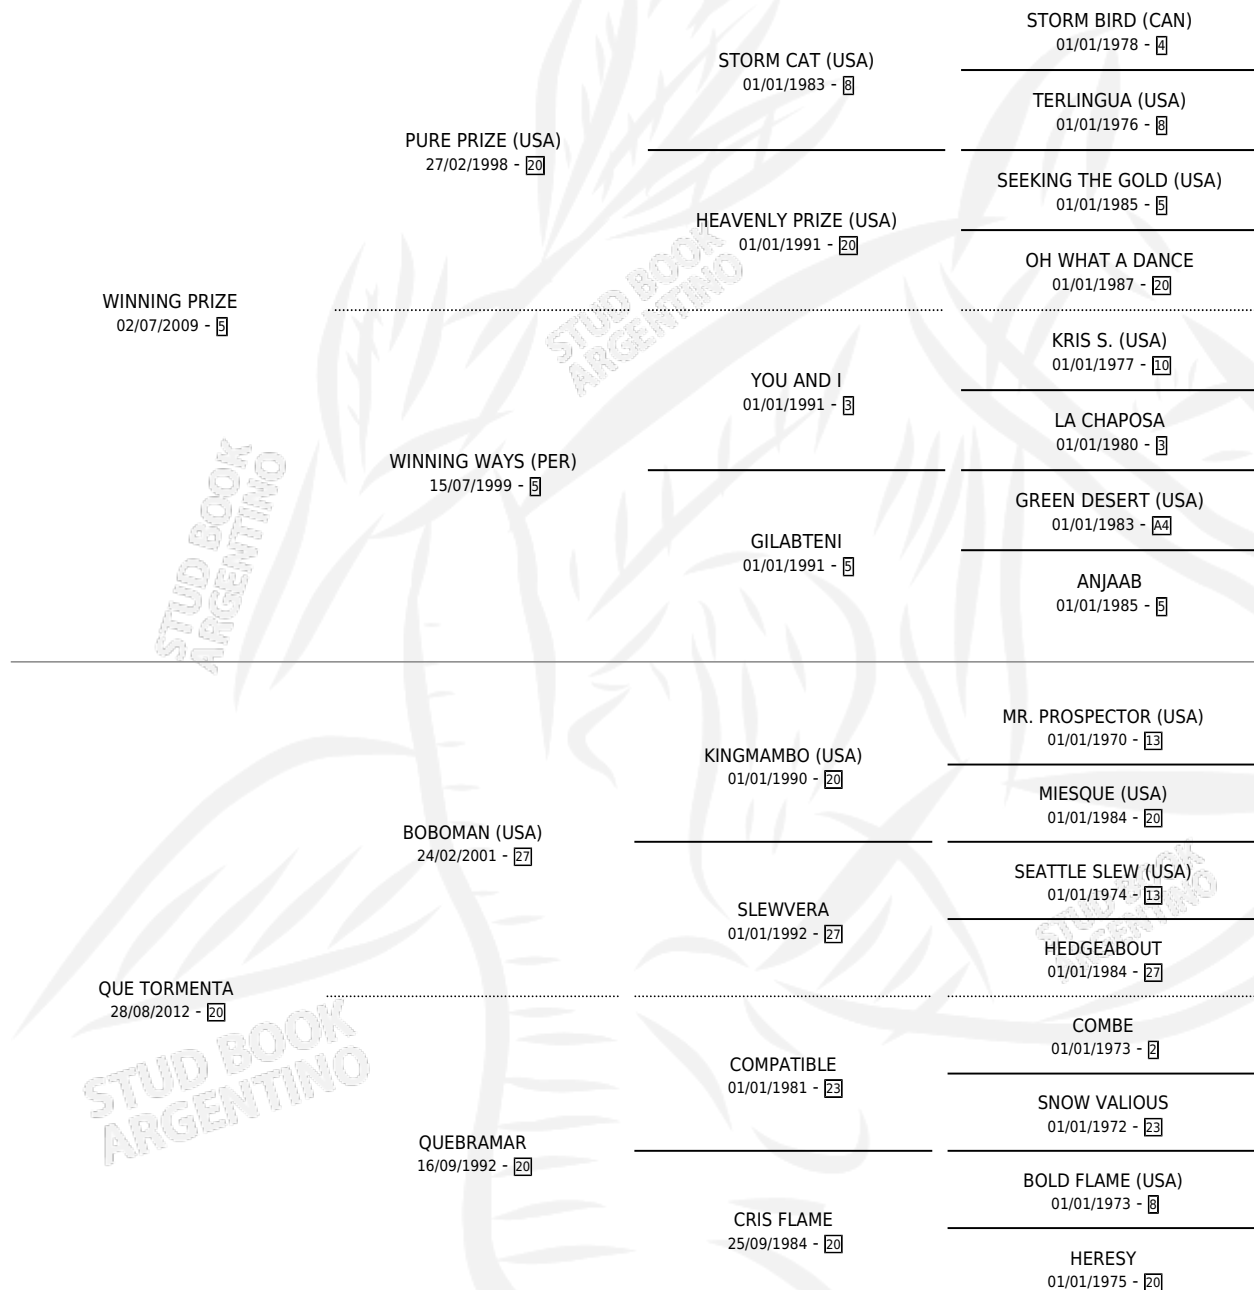 STORM BIRD (CAN)
01/01/1978 - 4
STORM CAT (USA)
01/01/1983 - 8
TERLINGUA (USA)
01/01/1976 - 8
PURE PRIZE (USA)
27/02/1998 - 20
SEEKING THE GOLD (USA)
01/01/1985 - 5
HEAVENLY PRIZE (USA)
01/01/1991 - 20
OH WHAT A DANCE
01/01/1987 - 20
STUD BOOK
ARGENTINO
WINNING PRIZE
02/07/2009 - 5
KRIS S. (USA)
01/01/1977 - 10
YOU AND I
01/01/1991 - 3
LA CHAPOSA
01/01/1980 - 3
WINNING WAYS (PER)
15/07/1999 - 5
GREEN DESERT (USA)
01/01/1983 - A4
GILABTENI
01/01/1991 - 5
ANJAAB
01/01/1985 - 5
STUD BOOK
ARGENTINO
MR. PROSPECTOR (USA)
01/01/1970 - 13
KINGMAMBO (USA)
01/01/1990 - 20
MIESQUE (USA)
01/01/1984 - 20
BOBOMAN (USA)
24/02/2001 - 27
SEATTLE SLEW (USA)
01/01/1974 - 13
SLEWVERA
01/01/1992 - 27
HEDGEABOUT
01/01/1984 - 27
STUD BOOK
ARGENTINO
QUE TORMENTA
28/08/2012 - 20
COMBE
01/01/1973 - 2
COMPATIBLE
01/01/1981 - 23
SNOW VALIOUS
01/01/1972 - 23
STUD BOOK
ARGENTINO
QUEBRAMAR
16/09/1992 - 20
BOLD FLAME (USA)
01/01/1973 - 8
CRIS FLAME
25/09/1984 - 20
HERESY
01/01/1975 - 20